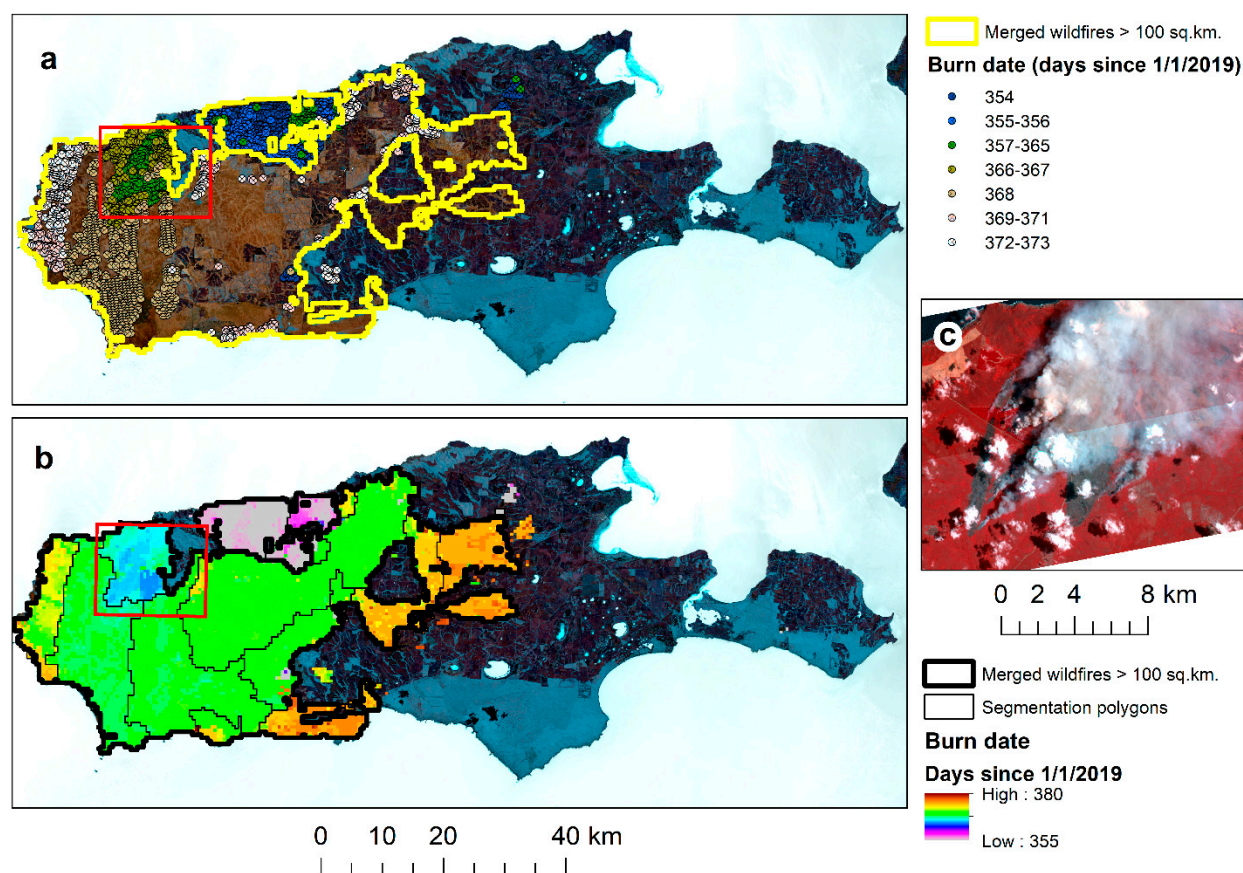 a
Merged wildfires > 100 sq.km.
Burn date (days since 1/1/2019)
354
355-356
357-365
366-367
368
369-371
372-373
c
0 2 4 8 km
b
Merged wildfires > 100 sq.km.
Segmentation polygons
Burn date
Days since 1/1/2019
High : 380
Low : 355
0 10 20 40 km